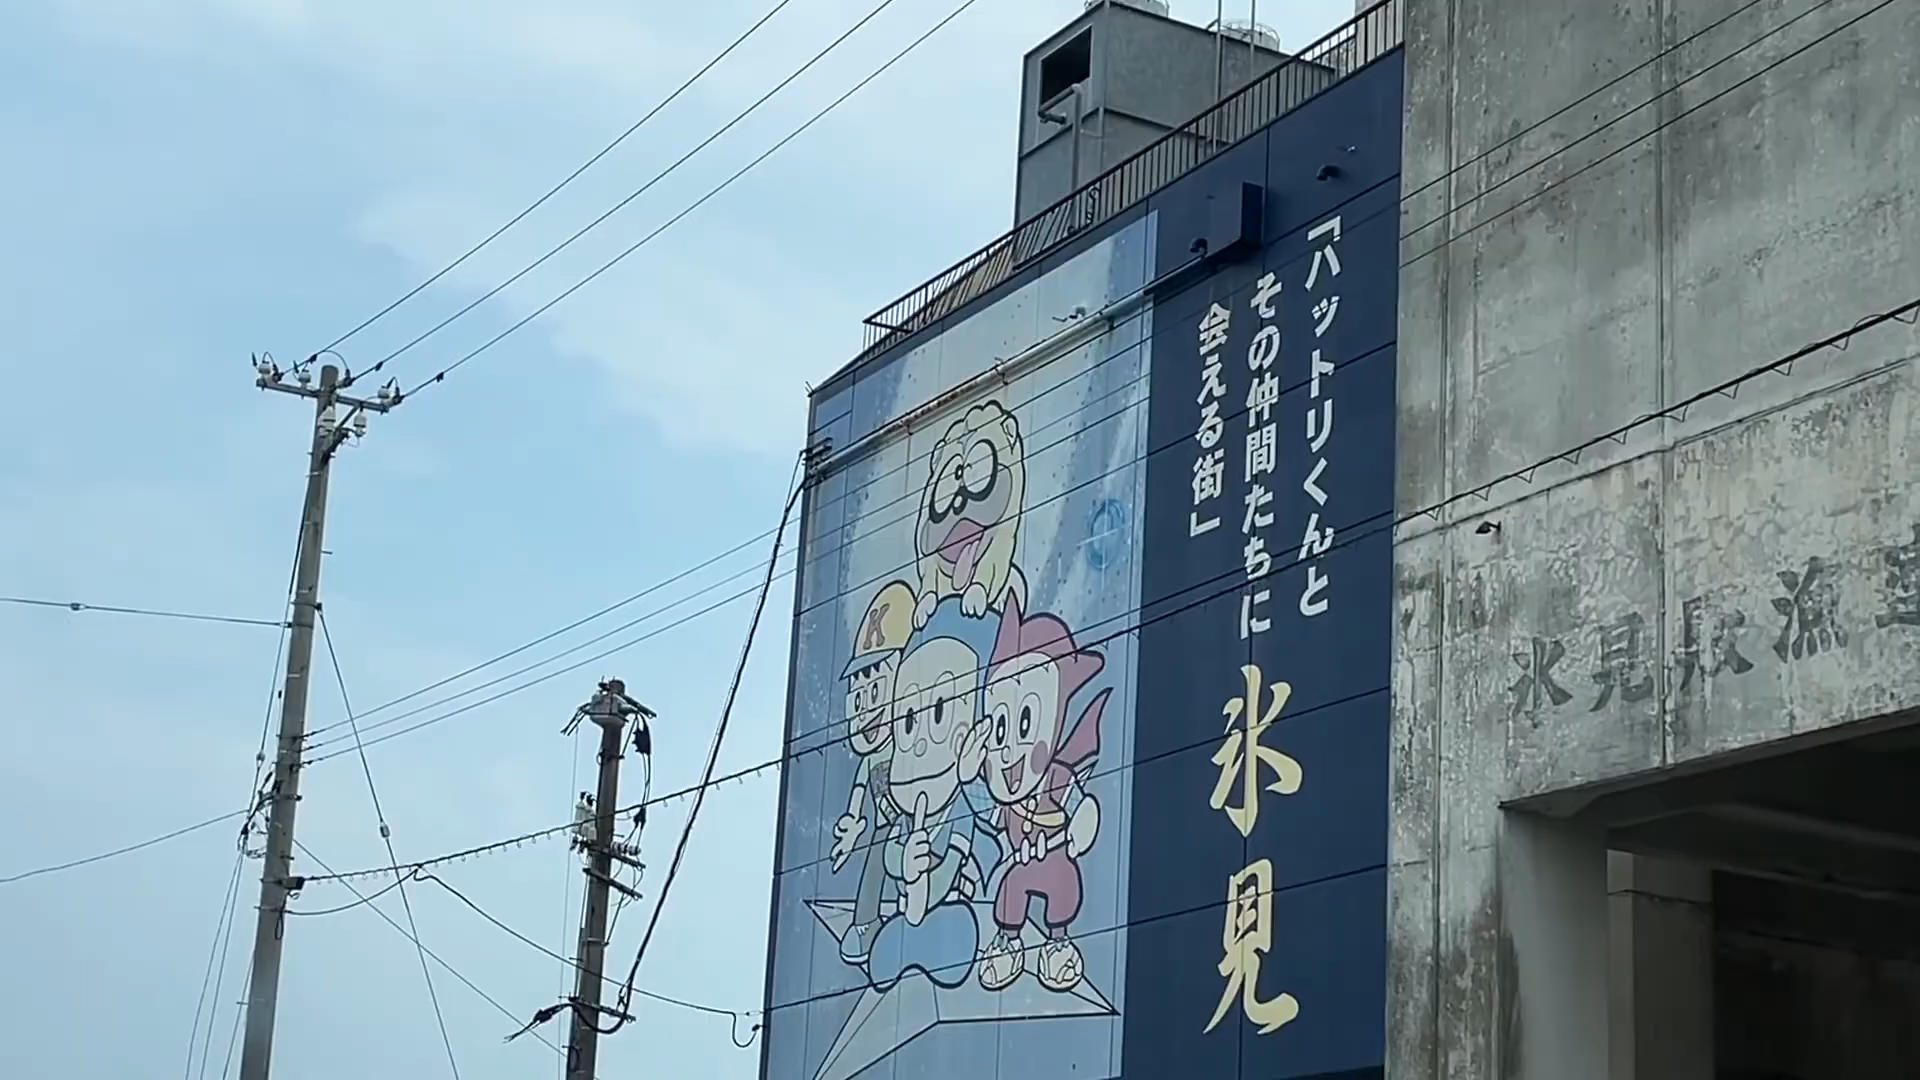 「ハットリくんと
その仲間たちに
会える街」
氷見
K
氷見
漁